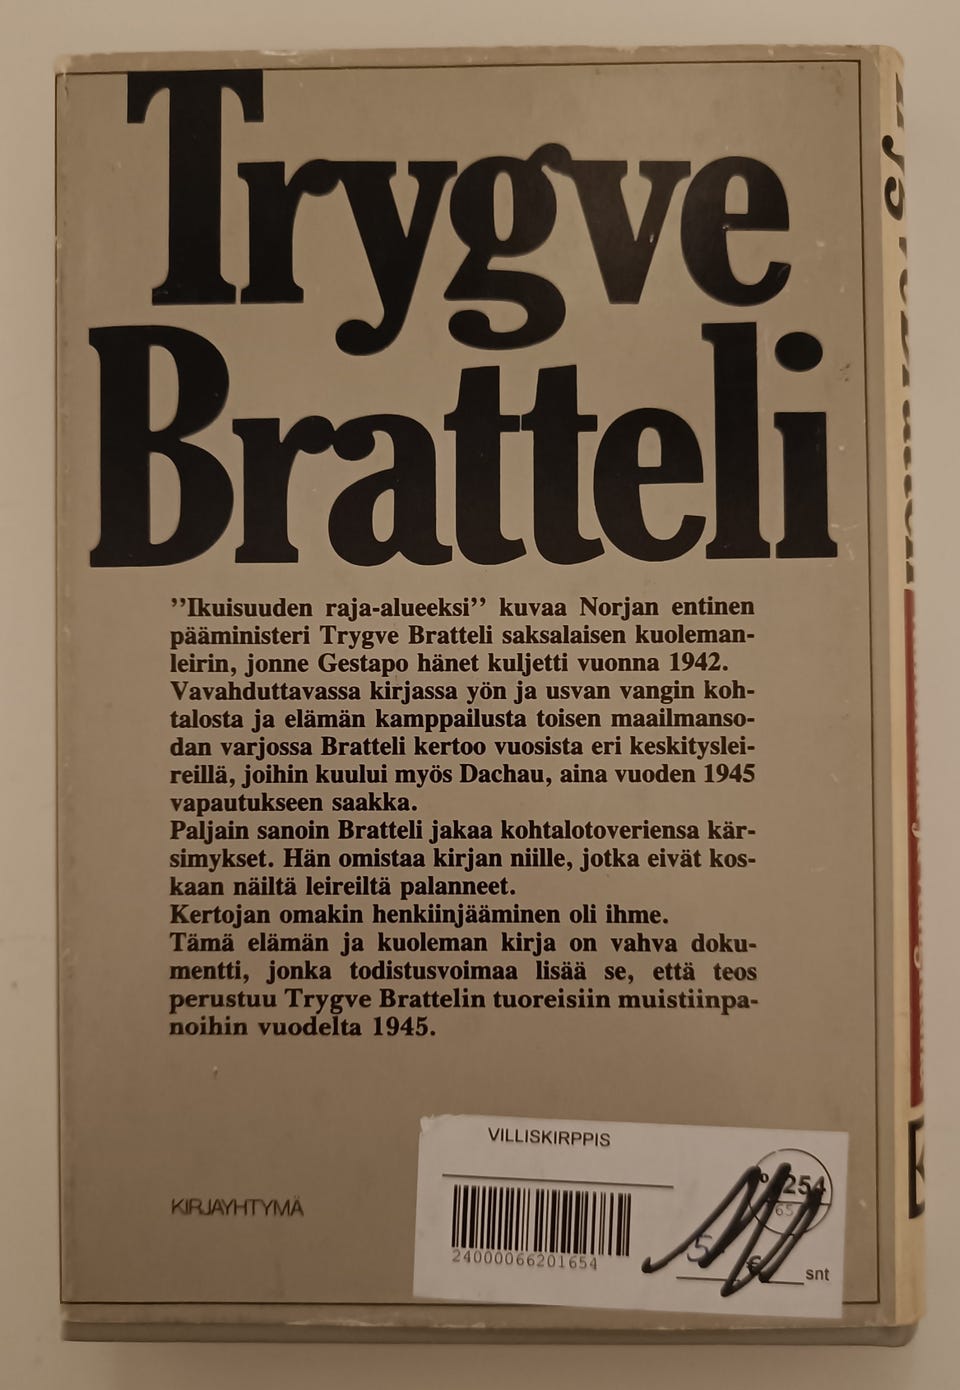 Trygve
Bratteli
”Ikuisuuden raja-alueeksi” kuvaa Norjan entinen
pääministeri Trygve Bratteli saksalaisen kuoleman-
leirin, jonne Gestapo hänet kuljetti vuonna 1942.
Vavahduttavassa kirjassa yön ja usvan vangin koh-
talosta ja elämän kamppailusta toisen maailmanso-
dan varjossa Bratteli kertoo vuosista eri keskityslei-
reillä, joihin kuului myös Dachau, aina vuoden 1945
vapautukseen saakka.
Paljain sanoin Bratteli jakaa kohtalotoveriensa kär-
simykset. Hän omistaa kirjan niille, jotka eivät kos-
kaan näiltä leireiltä palanneet.
Kertojan omakin henkiinjääminen oli ihme.
Tämä elämän ja kuoleman kirja on vahva doku-
mentti, jonka todistusvoimaa lisää se, että teos
perustuu Trygve Brattelin tuoreisiin muistiinpa-
noihin vuodelta 1945.
KIRJAYHTYMÄ
VILLISKIRPPIS
254
65
24000066201654
5 € snt